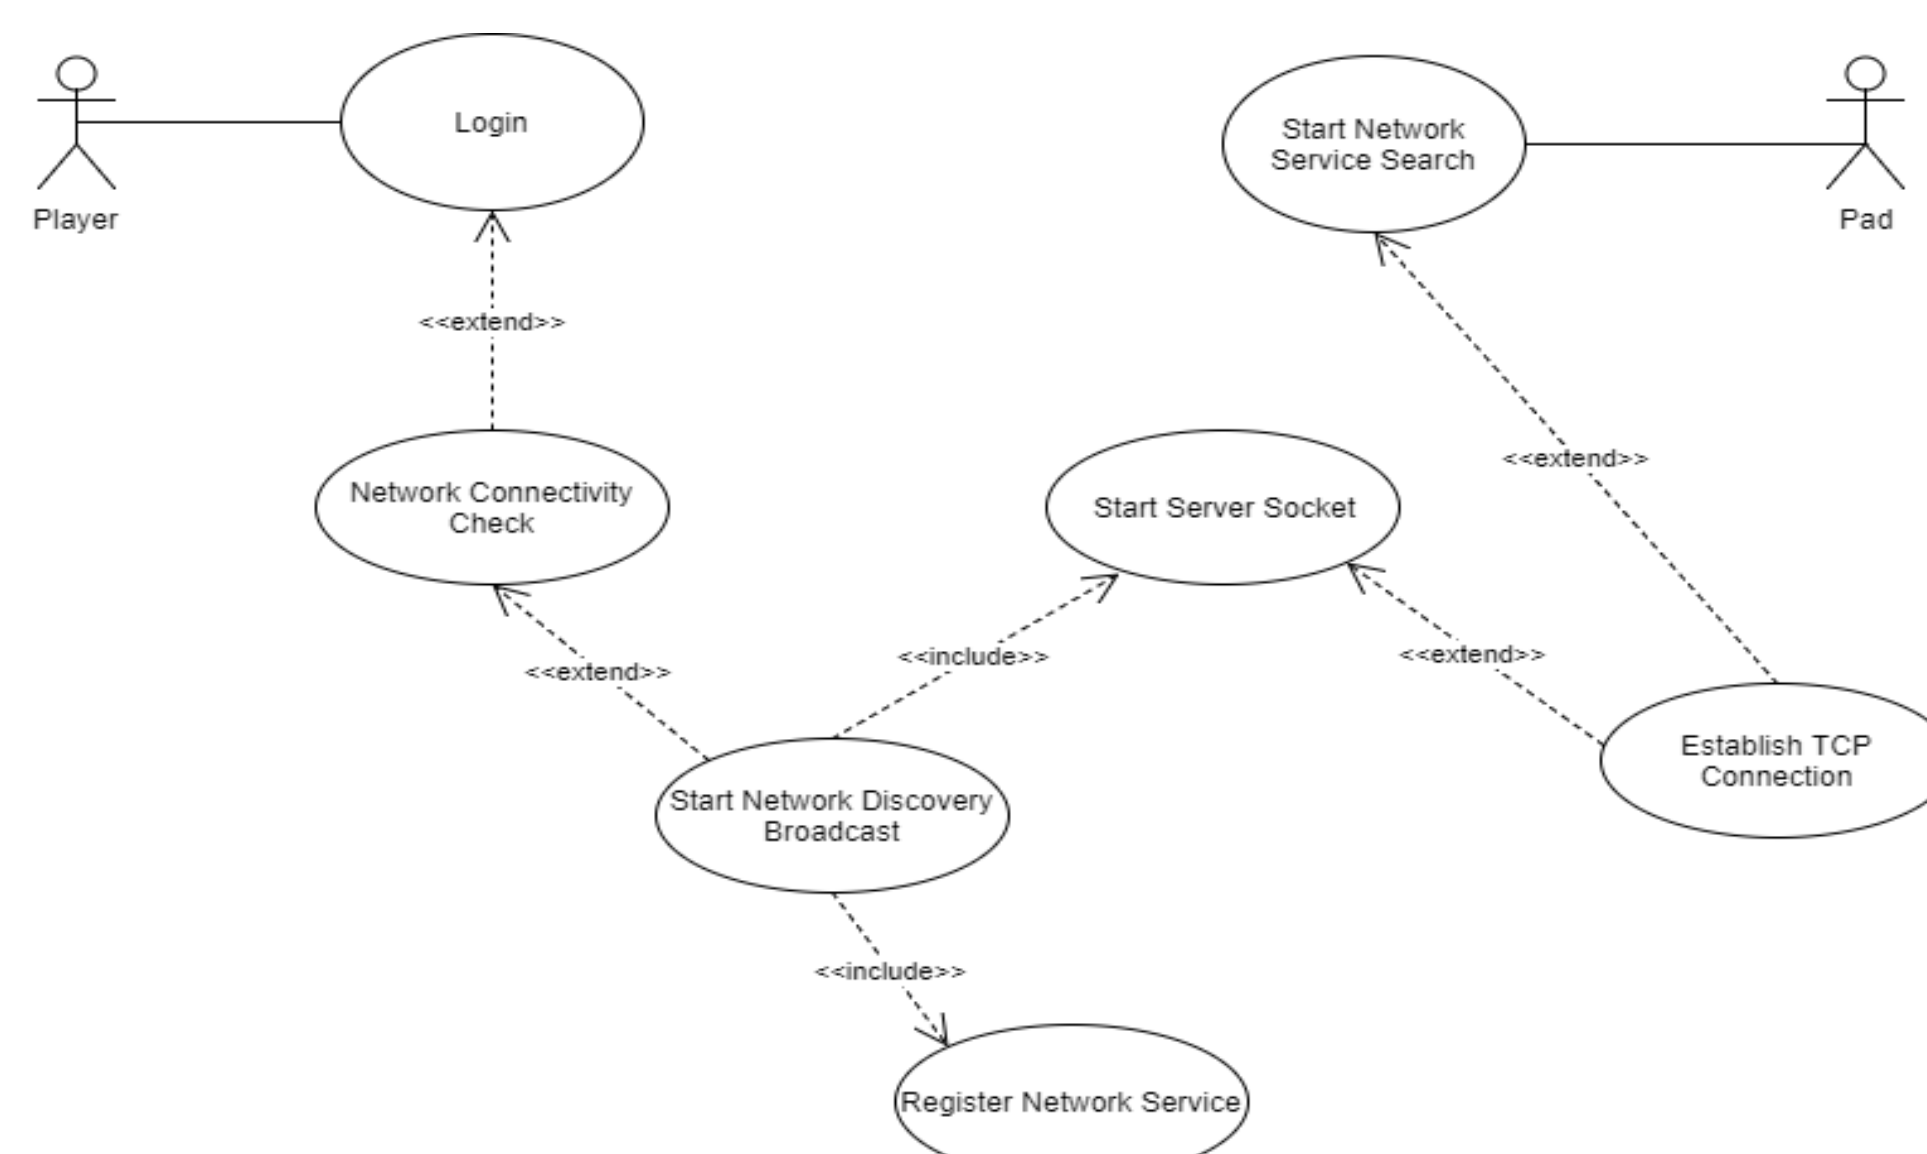 Login
Start Network
Service Search
Player
Pad
<<extend>>
<<extend>>
Network Connectivity
Check
Start Server Socket
<<extend>>
<<include>>
<<extend>>
Establish TCP
Connection
Start Network Discovery
Broadcast
<<include>>
Register Network Service